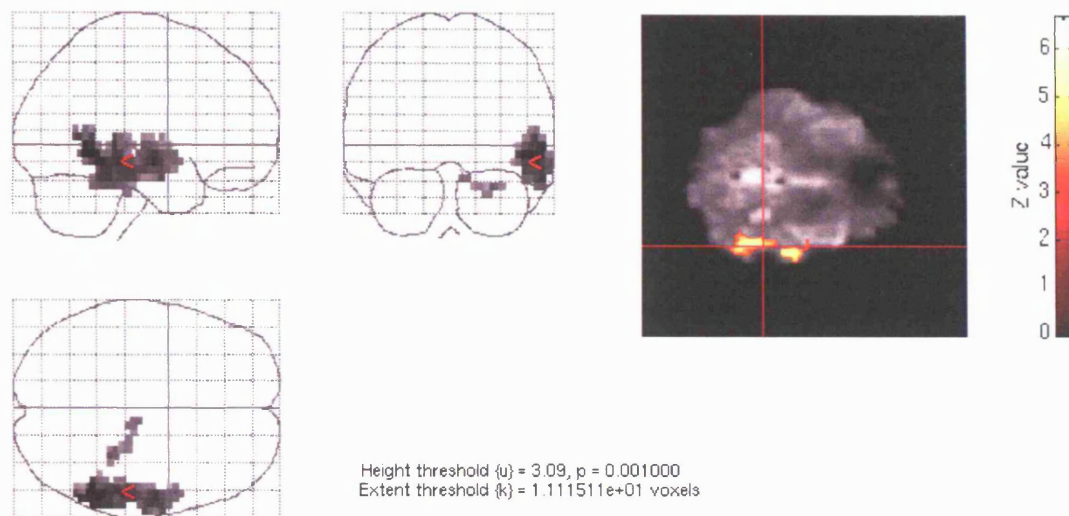 6
5
4
3
2
1
0
Z value
Height threshold {u} = 3.09, p = 0.001000
Extent threshold {k} = 1.111511e+01 voxels